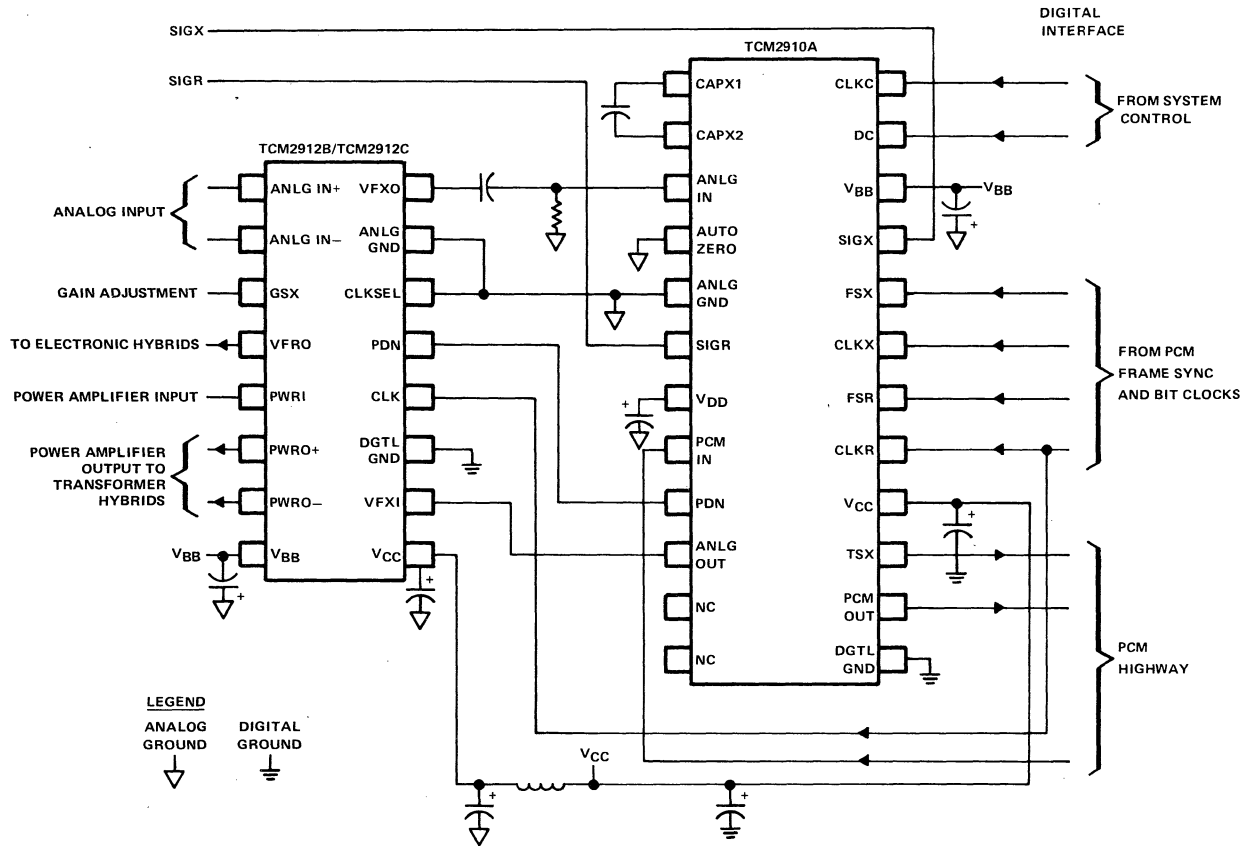 DIGITAL
INTERFACE
SIGX
SIGR
TCM2910A
CAPX1
CAPX2
ANLG
IN
AUTO
ZERO
ANLG
GND
SIGR
VDD
+
PCM
IN
PDN
ANLG
OUT
NC
NC
CLKC
DC
VBB
VBB
+
SIGX
FSX
CLKX
FSR
CLKR
VCC
+
TSX
PCM
OUT
DGTL
GND
FROM SYSTEM
CONTROL
FROM PCM
FRAME SYNC
AND BIT CLOCKS
PCM
HIGHWAY
TCM2912B/TCM2912C
ANALOG INPUT
GAIN ADJUSTMENT
TO ELECTRONIC HYBRIDS
POWER AMPLIFIER INPUT
POWER AMPLIFIER
OUTPUT TO
TRANSFORMER
HYBRIDS
VBB
+
ANLG IN+
ANLG IN−
GSX
VFRO
PWRI
PWRO+
PWRO−
VBB
VFXO
ANLG
GND
CLKSEL
PDN
CLK
DGTL
GND
VFXI
VCC
+
LEGEND
ANALOG
GROUND
DIGITAL
GROUND
VCC
+
+